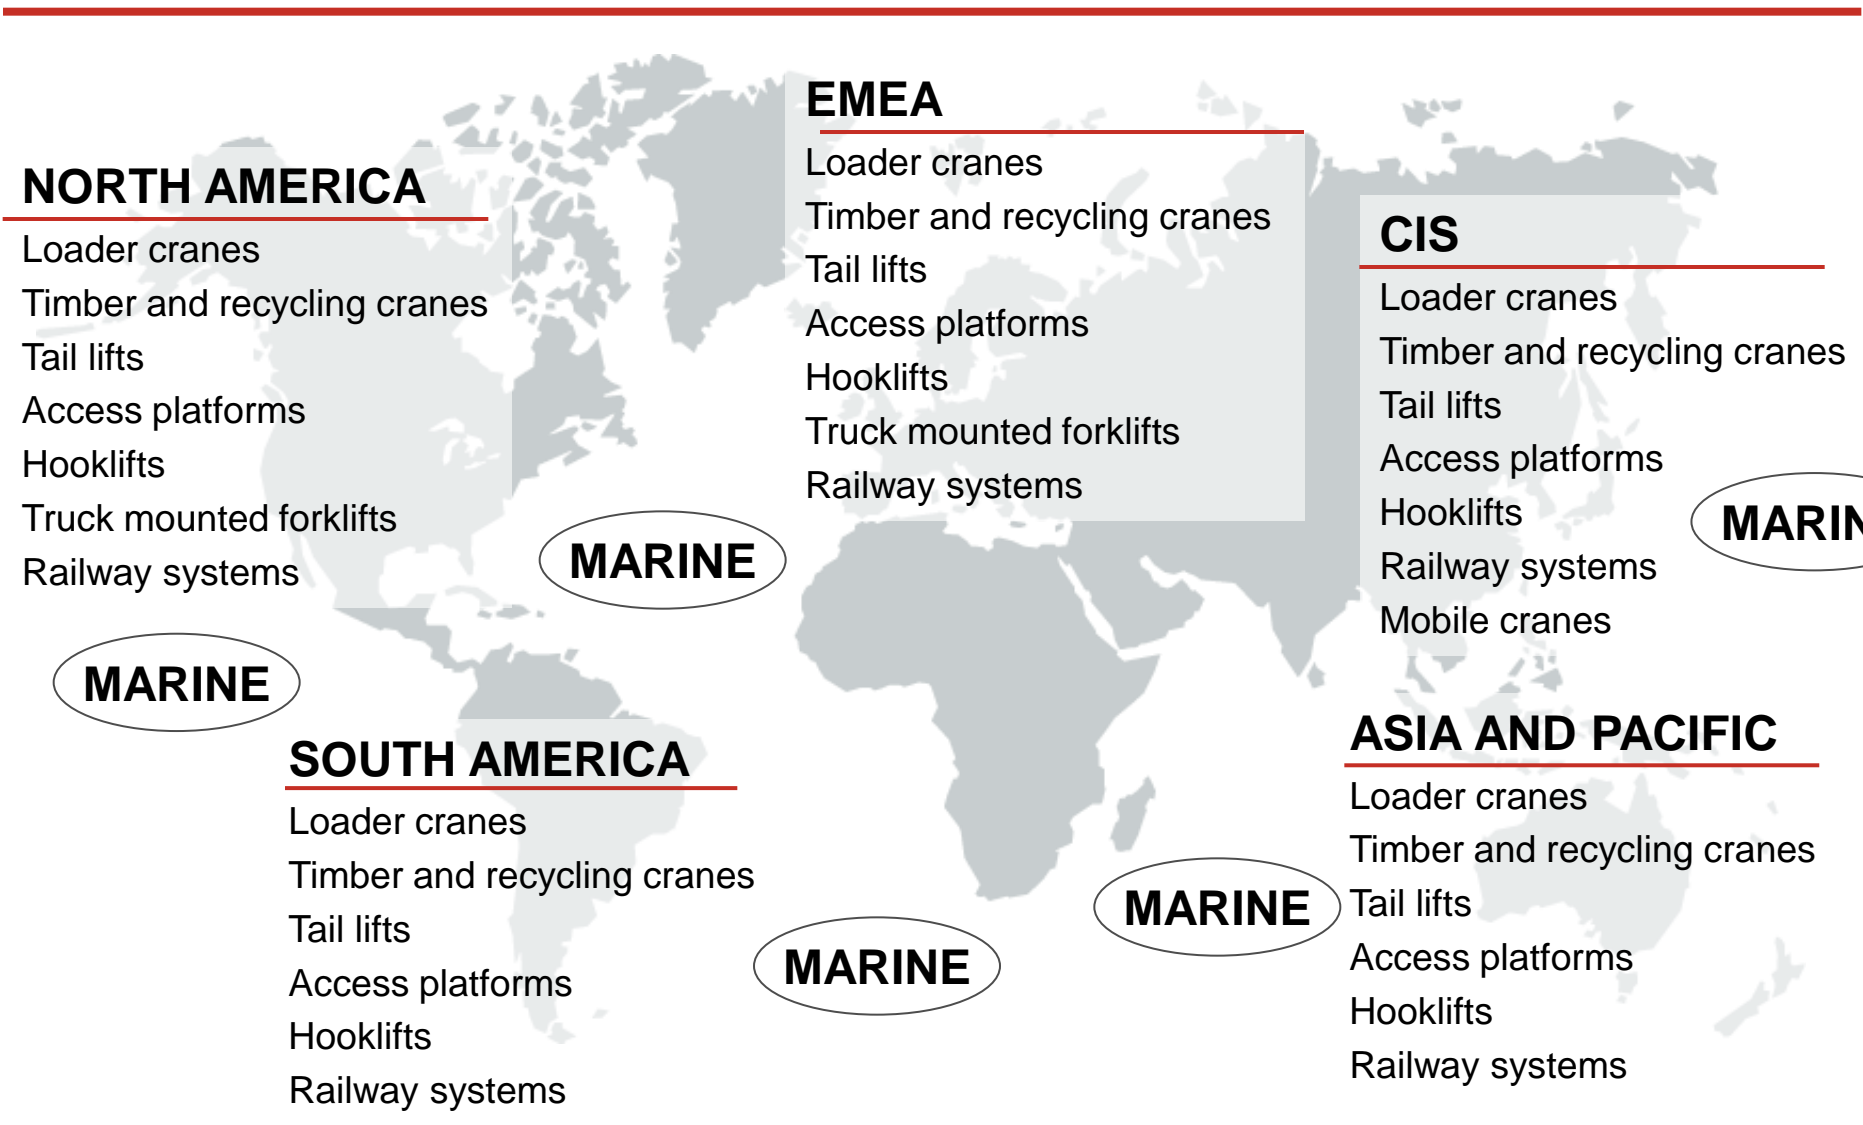 NORTH AMERICA
Loader cranes
Timber and recycling cranes
Tail lifts
Access platforms
Hooklifts
Truck mounted forklifts
Railway systems
EMEA
Loader cranes
Timber and recycling cranes
Tail lifts
Access platforms
Hooklifts
Truck mounted forklifts
Railway systems
CIS
Loader cranes
Timber and recycling cranes
Tail lifts
Access platforms
Hooklifts
Railway systems
Mobile cranes
MARIN
MARINE
MARINE
SOUTH AMERICA
Loader cranes
Timber and recycling cranes
Tail lifts
Access platforms
Hooklifts
Railway systems
MARINE
MARINE
ASIA AND PACIFIC
Loader cranes
Timber and recycling cranes
Tail lifts
Access platforms
Hooklifts
Railway systems